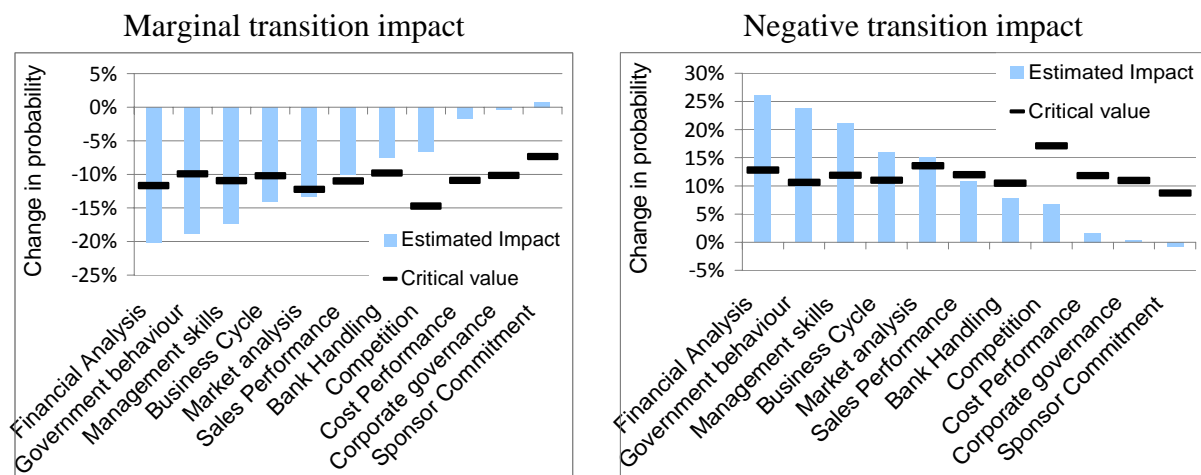 Marginal transition impact
Change in probability
5%
0%
-5%
-10%
-15%
-20%
-25%
Estimated Impact
Critical value
Financial Analysis
Government behaviour
Management skills
Business Cycle
Market analysis
Sales Performance
Bank Handling
Competition
Cost Performance
Corporate governance
Sponsor Commitment
Negative transition impact
Change in probability
30%
25%
20%
15%
10%
5%
0%
-5%
Estimated Impact
Critical value
Financial Analysis
Government behaviour
Management skills
Business Cycle
Market analysis
Sales Performance
Bank Handling
Competition
Cost Performance
Corporate governance
Sponsor Commitment